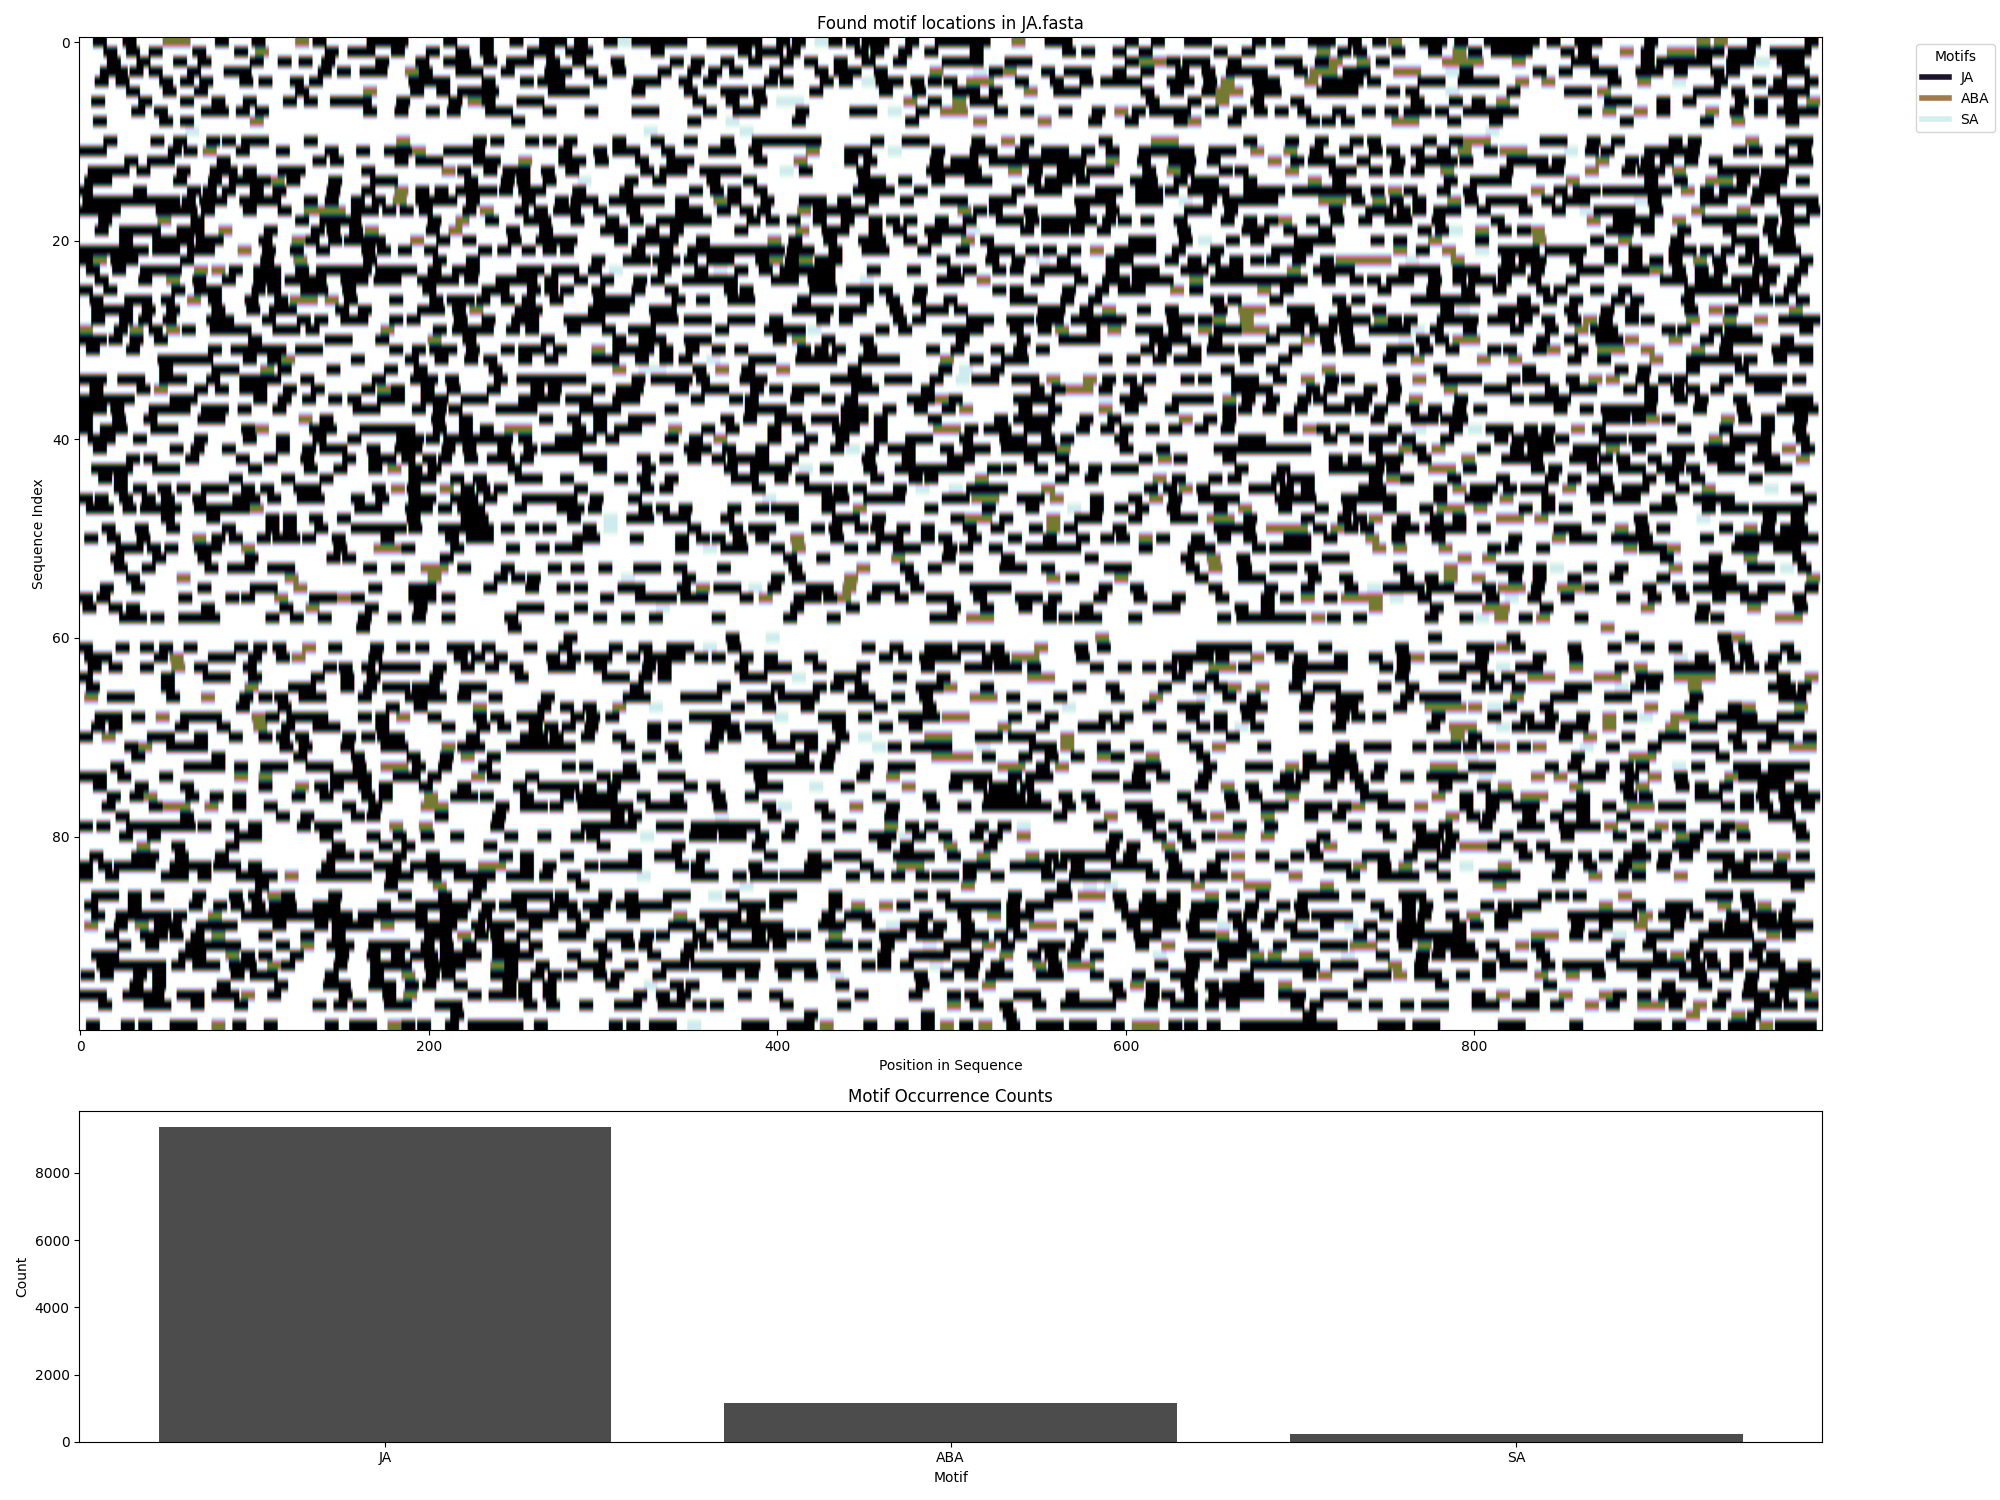 Found motif locations in JA.fasta
0
20
40
60
80
Sequence Index
0 200 400 600 800
Position in Sequence
Motifs
JA
ABA
SA
Motif Occurrence Counts
8000
6000
4000
2000
0
Count
JA ABA SA
Motif